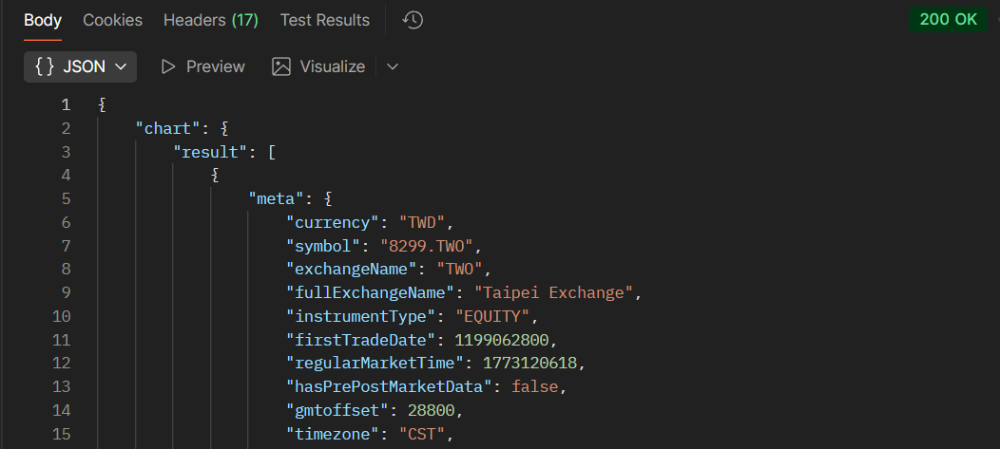 Body Cookies Headers (17) Test Results 200 OK
{} JSON Preview Visualize
1 {
2 "chart": {
3 "result": [
4 {
5 "meta": {
6 "currency": "TWD",
7 "symbol": "8299.TWO",
8 "exchangeName": "TWO",
9 "fullExchangeName": "Taipei Exchange",
10 "instrumentType": "EQUITY",
11 "firstTradeDate": 1199062800,
12 "regularMarketTime": 1773120618,
13 "hasPrePostMarketData": false,
14 "gmtoffset": 28800,
15 "timezone": "CST",